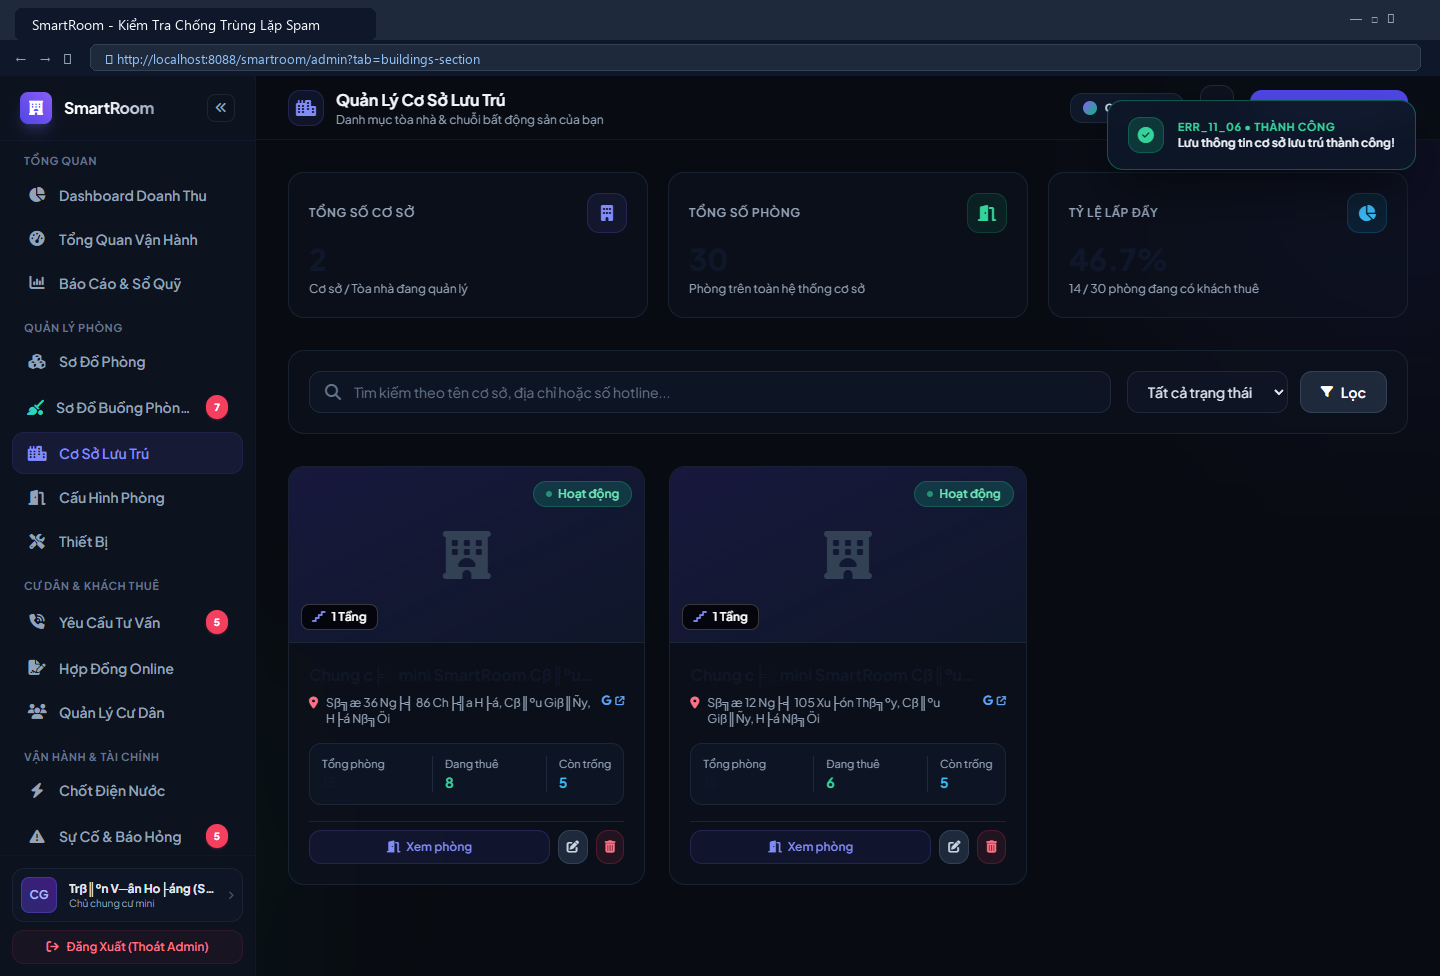 SmartRoom - Kiểm Tra Chống Trùng Lặp Spam
http://localhost:8088/smartroom/admin?tab=buildings-section
SmartRoom
Quản Lý Cơ Sở Lưu Trú
Danh mục tòa nhà & chuỗi bất động sản của bạn
ERR_11_06 • THÀNH CÔNG
Lưu thông tin cơ sở lưu trú thành công!
TỔNG QUAN
Dashboard Doanh Thu
Tổng Quan Vận Hành
Báo Cáo & Sổ Quỹ
QUẢN LÝ PHÒNG
Sơ Đồ Phòng
Sơ Đồ Buồng Phòn... 7
Cơ Sở Lưu Trú
Cấu Hình Phòng
Thiết Bị
CƯ DÂN & KHÁCH THUÊ
Yêu Cầu Tư Vấn 5
Hợp Đồng Online
Quản Lý Cư Dân
VẬN HÀNH & TÀI CHÍNH
Chốt Điện Nước
Sự Cố & Báo Hỏng 5
CG
Chủ chung cư mini
Đăng Xuất (Thoát Admin)
TỔNG SỐ CƠ SỞ
2
Cơ sở / Tòa nhà đang quản lý
TỔNG SỐ PHÒNG
30
Phòng trên toàn hệ thống cơ sở
TỶ LỆ LẤP ĐẦY
46.7%
14 / 30 phòng đang có khách thuê
Tìm kiếm theo tên cơ sở, địa chỉ hoặc số hotline...
Tất cả trạng thái
Lọc
Hoạt động
1 Tầng
mini SmartRoom
Tổng phòng Đang thuê Còn trống
8 5
Xem phòng
Hoạt động
1 Tầng
mini SmartRoom
Tổng phòng Đang thuê Còn trống
6 5
Xem phòng